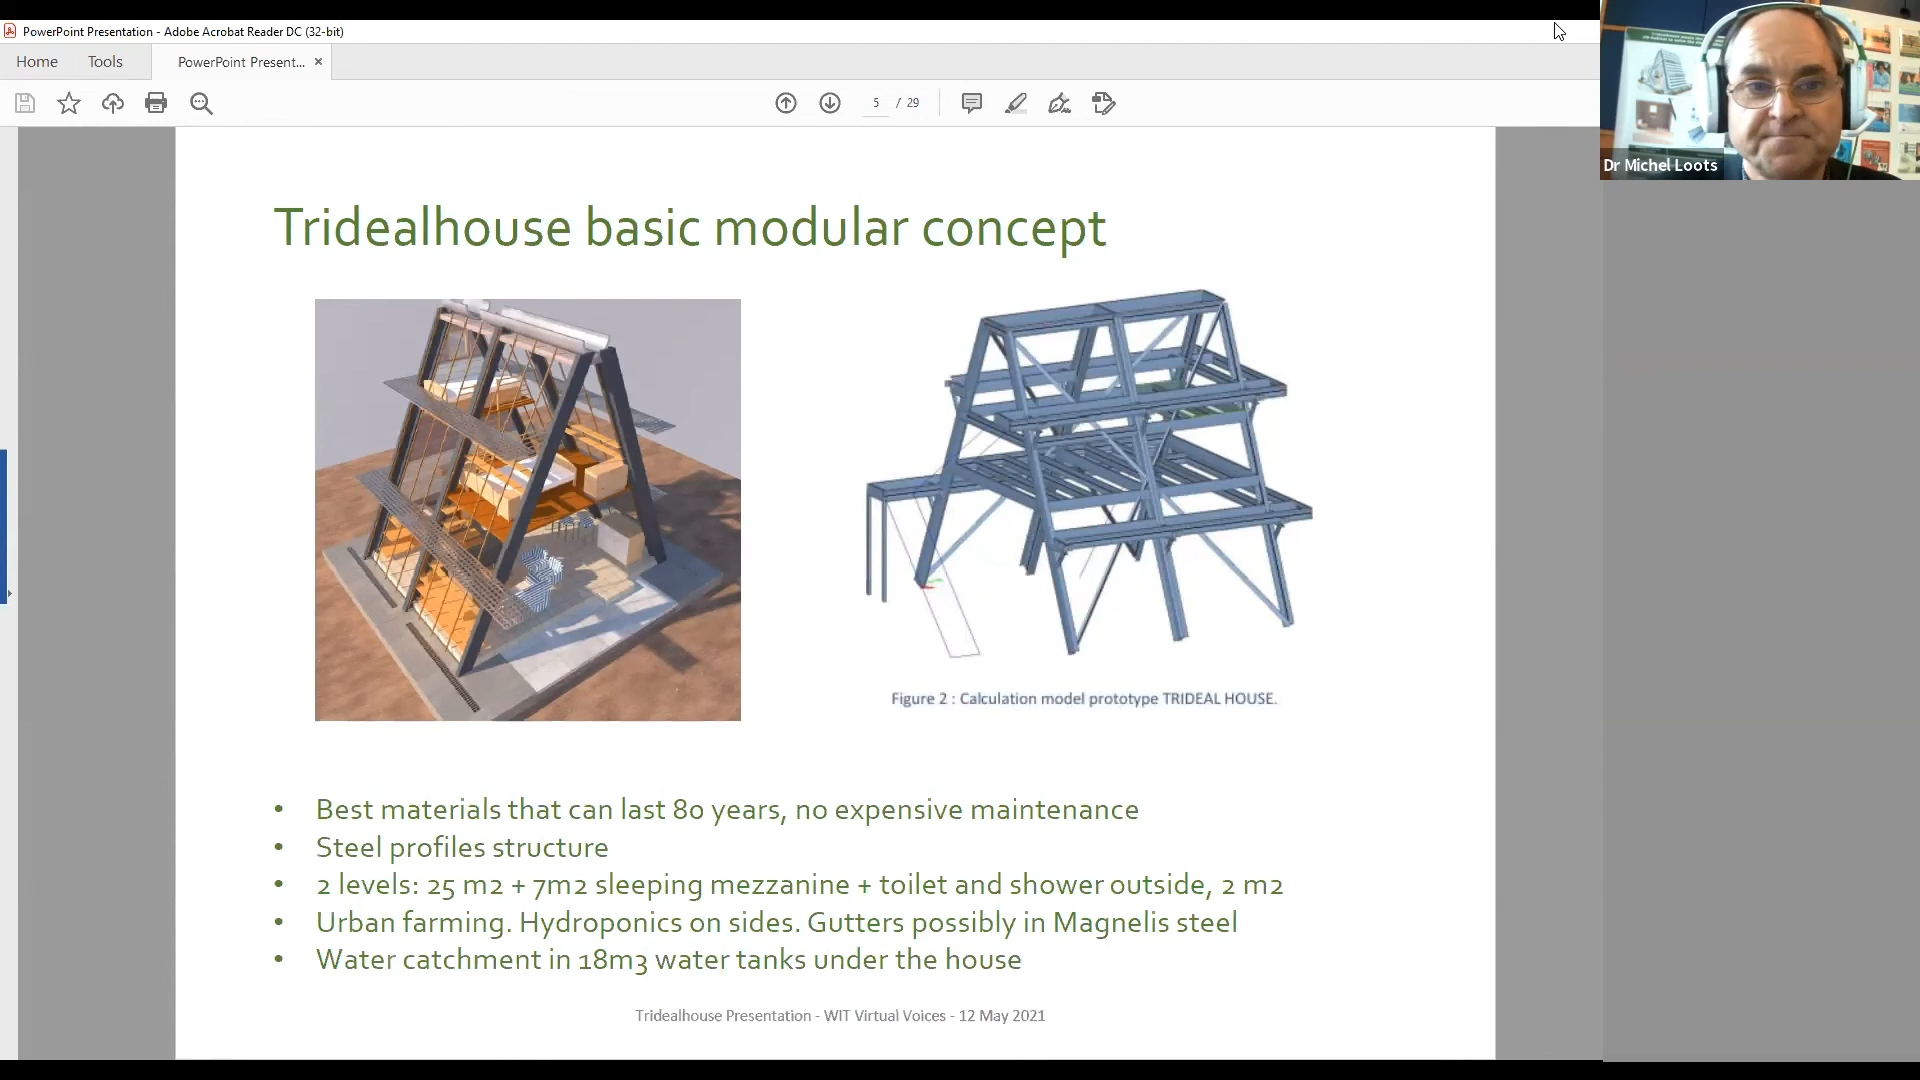 PowerPoint Presentation - Adobe Acrobat Reader DC (32-bit)
Home Tools PowerPoint Present... ×
5 / 29
Dr Michel Loots
Tridealhouse basic modular concept
Figure 2 : Calculation model prototype TRIDEAL HOUSE.
• Best materials that can last 80 years, no expensive maintenance
• Steel profiles structure
• 2 levels: 25 m2 + 7m2 sleeping mezzanine + toilet and shower outside, 2 m2
• Urban farming. Hydroponics on sides. Gutters possibly in Magnelis steel
• Water catchment in 18m3 water tanks under the house
Tridealhouse Presentation - WIT Virtual Voices - 12 May 2021